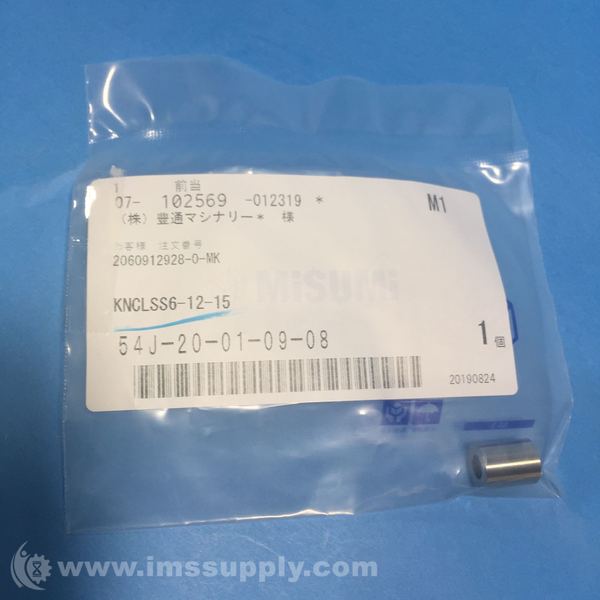 1 前当
07- 102569 -012319 *
M1
(株) 豊通マシナリー* 様
お客様 注文番号
2060912928-0-MK
MiSUMi
KNCLSS6-12-15
54J-20-01-09-08
1 個
20190824
www.imssupply.com